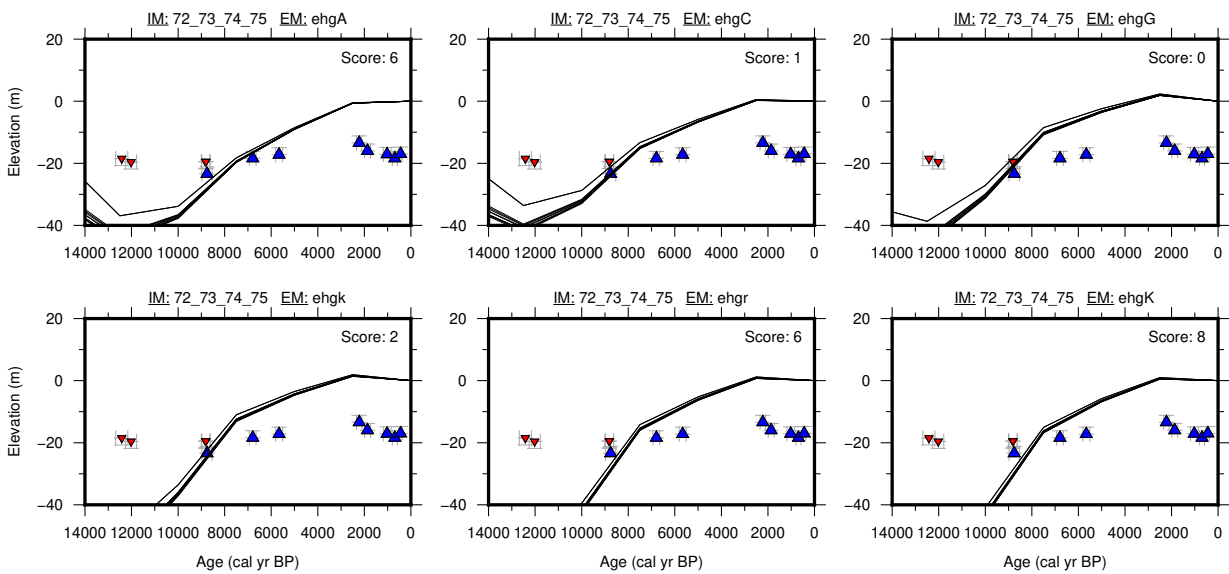 IM: 72_73_74_75 EM: ehgA
IM: 72_73_74_75 EM: ehgC
IM: 72_73_74_75 EM: ehgG
Score: 6
Score: 1
Score: 0
Elevation (m)
20
0
−20
−40
14000 12000 10000 8000 6000 4000 2000 0
20
0
−20
−40
14000 12000 10000 8000 6000 4000 2000 0
20
0
−20
−40
14000 12000 10000 8000 6000 4000 2000 0
IM: 72_73_74_75 EM: ehgk
IM: 72_73_74_75 EM: ehgr
IM: 72_73_74_75 EM: ehgK
Score: 2
Score: 6
Score: 8
Elevation (m)
20
0
−20
−40
14000 12000 10000 8000 6000 4000 2000 0
20
0
−20
−40
14000 12000 10000 8000 6000 4000 2000 0
20
0
−20
−40
14000 12000 10000 8000 6000 4000 2000 0
Age (cal yr BP)
Age (cal yr BP)
Age (cal yr BP)